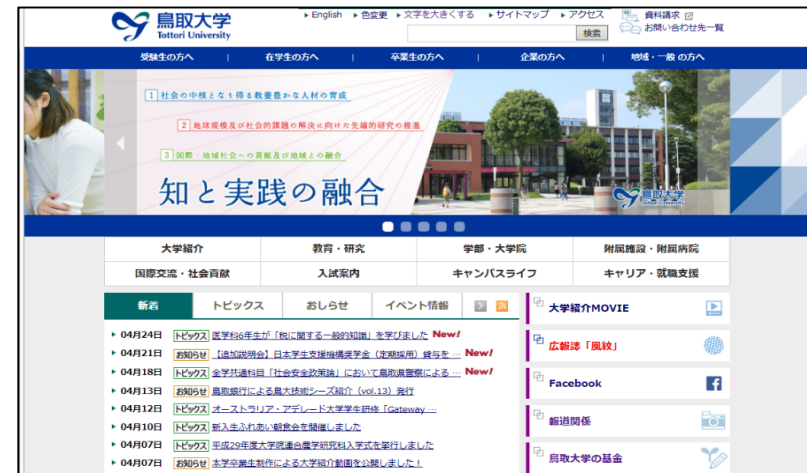 鳥取大学
Tottori University
English 色変更 文字を大きくする サイトマップ アクセス
資料請求
検索
お問い合わせ先一覧
受験生の方へ | 在学生の方へ | 卒業生の方へ | 企業の方へ | 地域・一般 の方へ
1 社会の中核となり得る教養豊かな人材の育成
2 地球規模及び社会的課題の解決に向けた先端的研究の推進
3 国際・地域社会への貢献及び地域との融合
知と実践の融合
鳥取大学
Tottori University
大学紹介 教育・研究 学部・大学院 附属施設・附属病院
国際交流・社会貢献 入試案内 キャンパスライフ キャリア・就職支援
新着 トピックス おしらせ イベント情報
04月24日 トピックス 医学科6年生が「税に関する一般的知識」を学びました New!
04月21日 お知らせ 【追加説明会】日本学生支援機構奨学金（定期採用）貸与を … New!
04月18日 トピックス 全学共通科目「社会安全政策論」において鳥取県警察による … New!
04月13日 お知らせ 鳥取銀行による鳥大技術シーズ紹介（vol.13）発行
04月12日 トピックス オーストラリア・アデレード大学学生研修「Gateway …
04月10日 トピックス 新入生ふれあい朝食会を開催しました
04月07日 トピックス 平成29年度大学院連合農学研究科入学式を挙行しました
04月07日 お知らせ 本学卒業生制作による大学紹介動画を公開しました！
大学紹介MOVIE
広報誌「風紋」
Facebook
報道関係
鳥取大学の基金